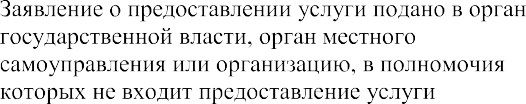 Заявление о предоставлении услуги подано в орган
государственной власти, орган местного
самоуправления или организацию, в полномочия
которых не входит предоставление услуги